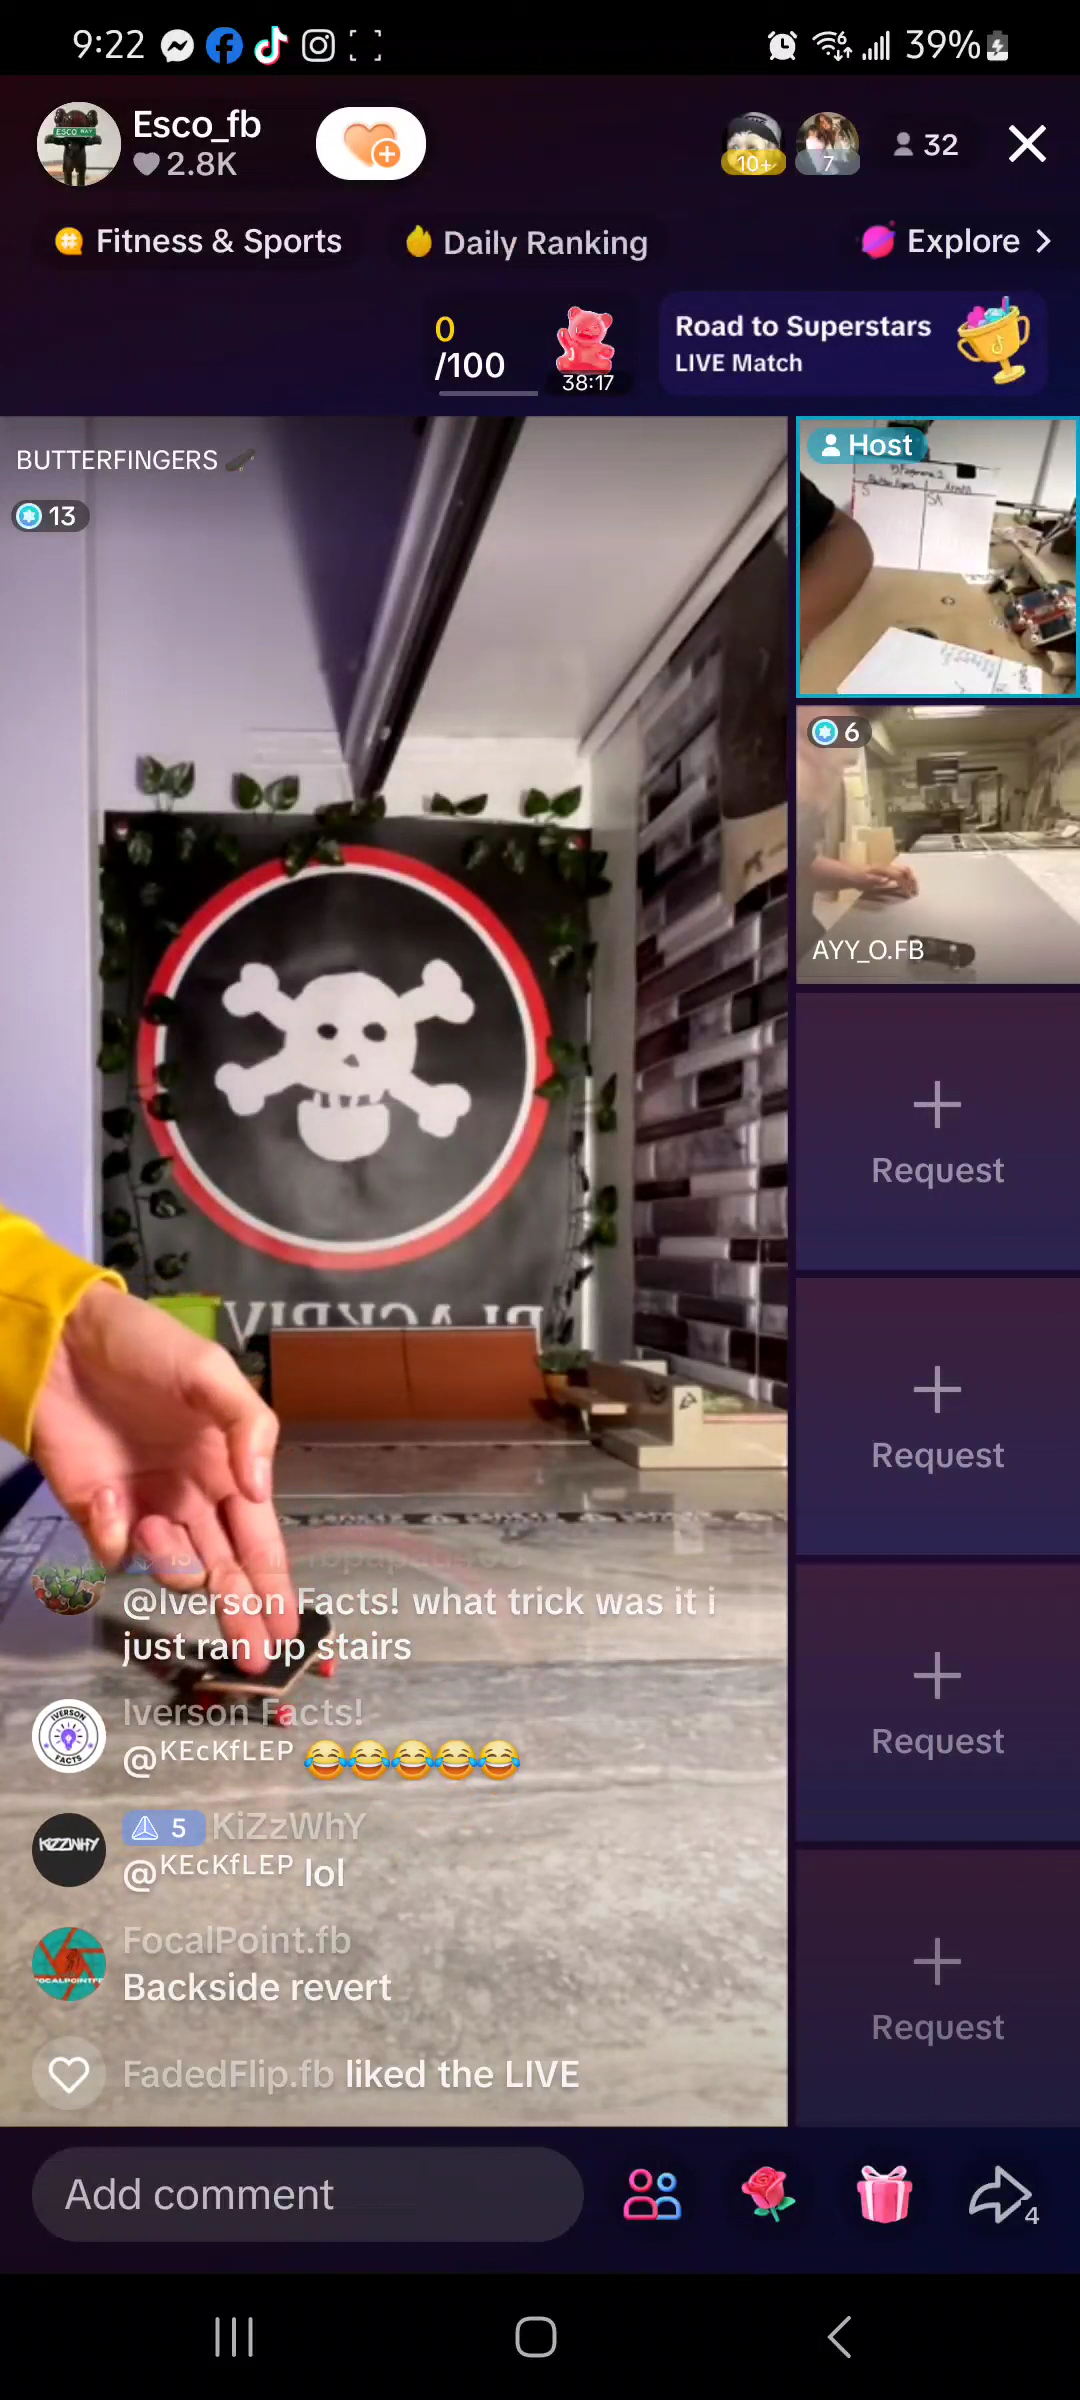 9:22
39%
Esco_fb
2.8K
10+
7
32
Fitness & Sports
Daily Ranking
Explore
0
/100
38:17
Road to Superstars
LIVE Match
BUTTERFINGERS
13
Host
6
AYY_O.FB
Request
Request
Request
Request
@Iverson Facts! what trick was it i
just ran up stairs
Iverson Facts!
@ᴷᴱᶜᴷᶠᴸᴱᴾ 😂😂😂😂😂
5 KiZzWhY
@ᴷᴱᶜᴷᶠᴸᴱᴾ lol
KIZZWHY
FocalPoint.fb
Backside revert
FadedFlip.fb liked the LIVE
Add comment
4